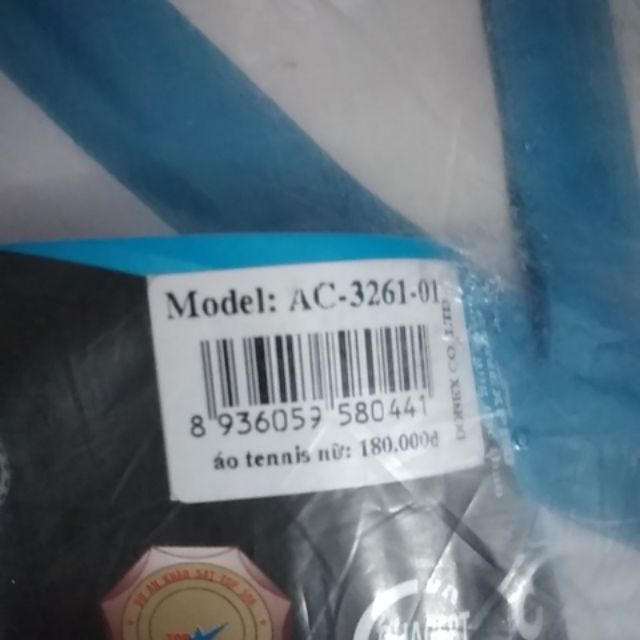 Model: AC-3261-01
8 936059 580441
áo tennis nữ: 180.000đ
DONEX CO.,LTD